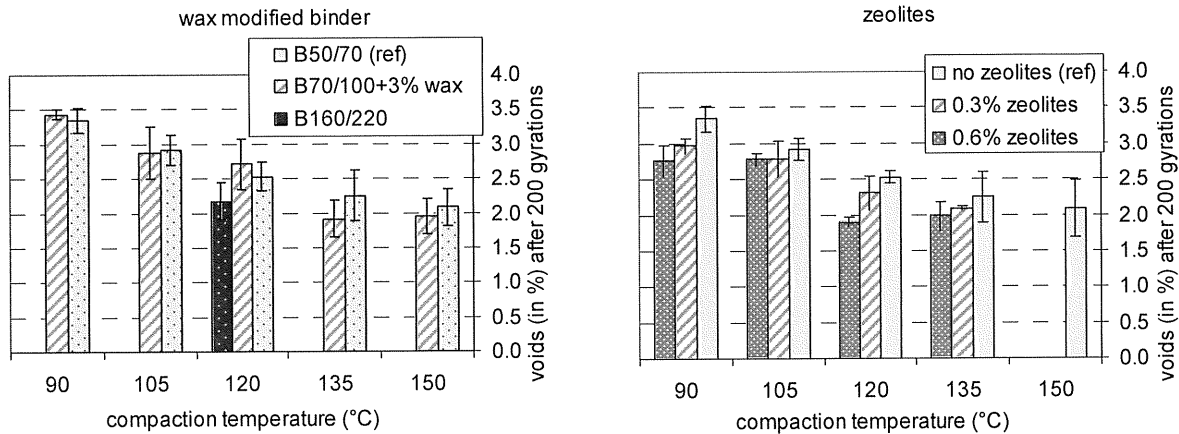 wax modified binder
B50/70 (ref)
B70/100+3% wax
B160/220
4.0
3.5
3.0
2.5
2.0
1.5
1.0
0.5
0.0
voids (in %) after 200 gyrations
90 105 120 135 150
compaction temperature (°C)
zeolites
no zeolites (ref)
0.3% zeolites
0.6% zeolites
4.0
3.5
3.0
2.5
2.0
1.5
1.0
0.5
0.0
voids (in %) after 200 gyrations
90 105 120 135 150
compaction temperature (°C)